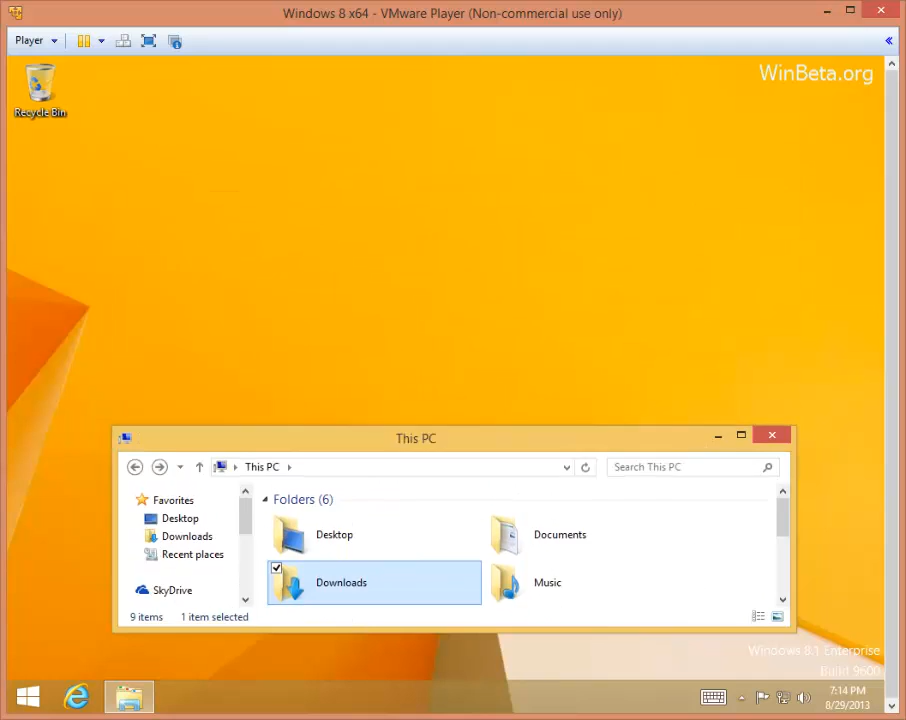 Windows 8 x64 - VMware Player (Non-commercial use only)
Player
WinBeta.org
Recycle Bin
This PC
This PC
Search This PC
Favorites
Desktop
Downloads
Recent places
SkyDrive
Folders (6)
Desktop
Documents
Downloads
Music
9 items 1 item selected
Windows 8.1 Enterprise
Build 9600
7:14 PM
8/29/2013